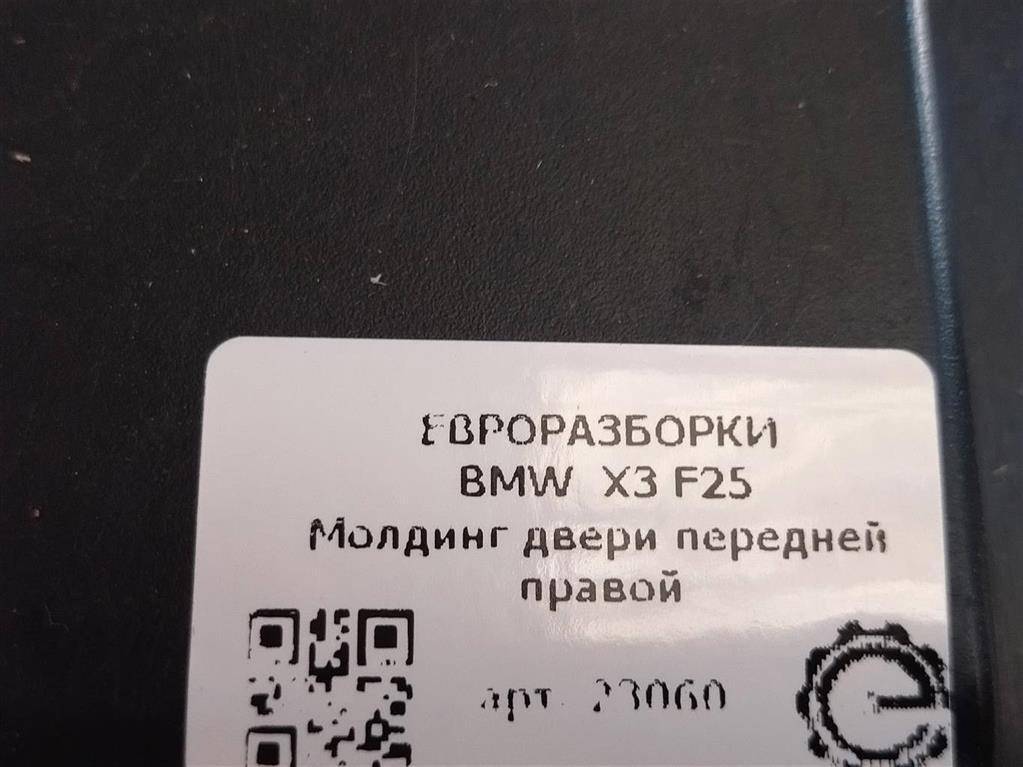 ЕВРОРАЗБОРКИ
BMW X3 F25
Молдинг двери передней
правой
арт. 23060